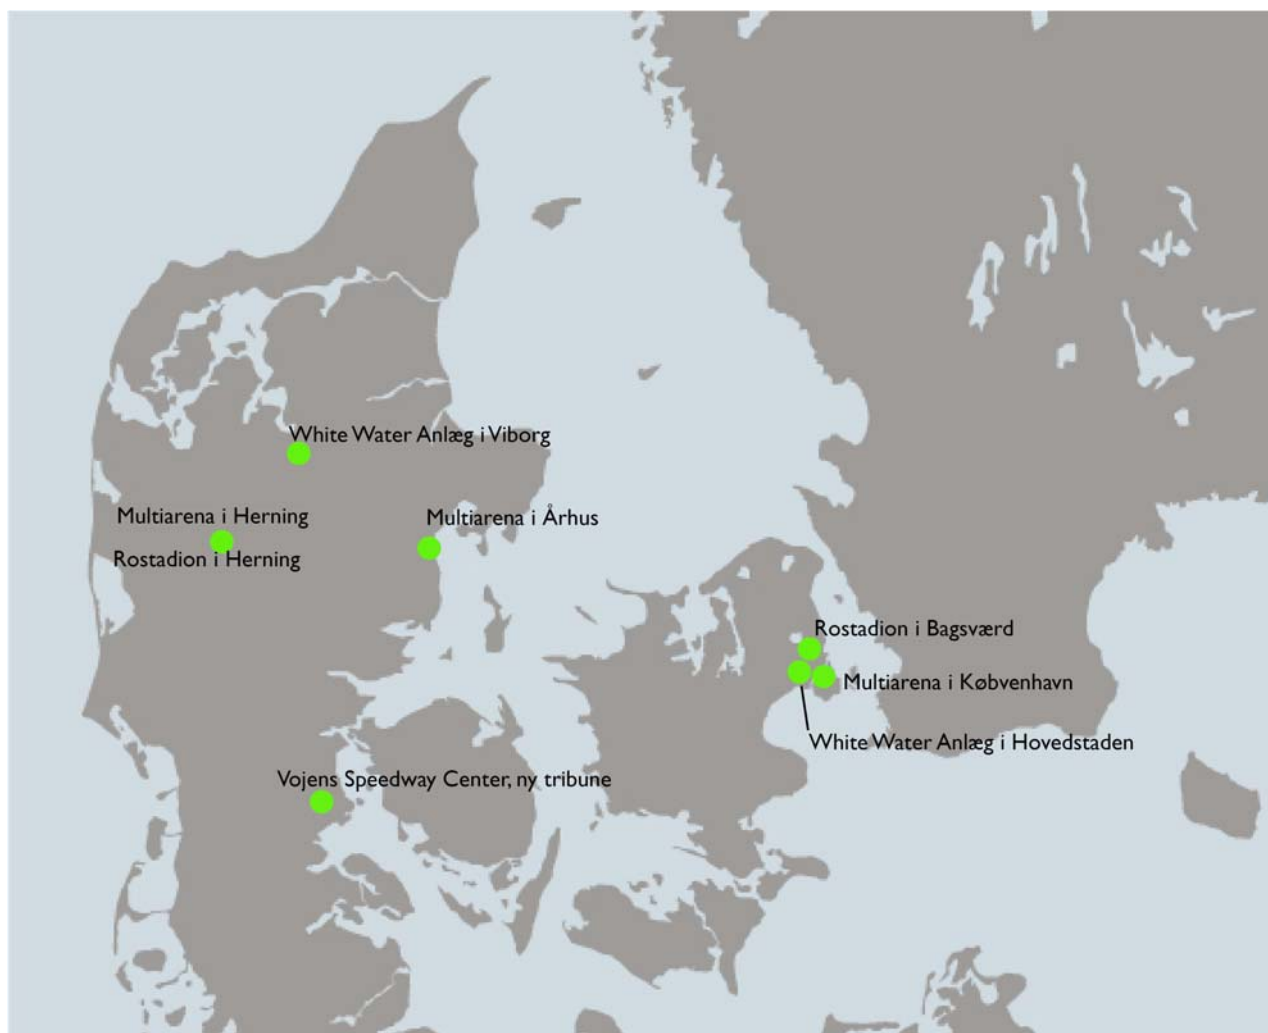 White Water Anlæg i Viborg
Multiarena i Herning
Multiarena i Århus
Rostadion i Herning
Rostadion i Bagsværd
Multiarena i Købvenhavn
White Water Anlæg i Hovedstaden
Vojens Speedway Center, ny tribune